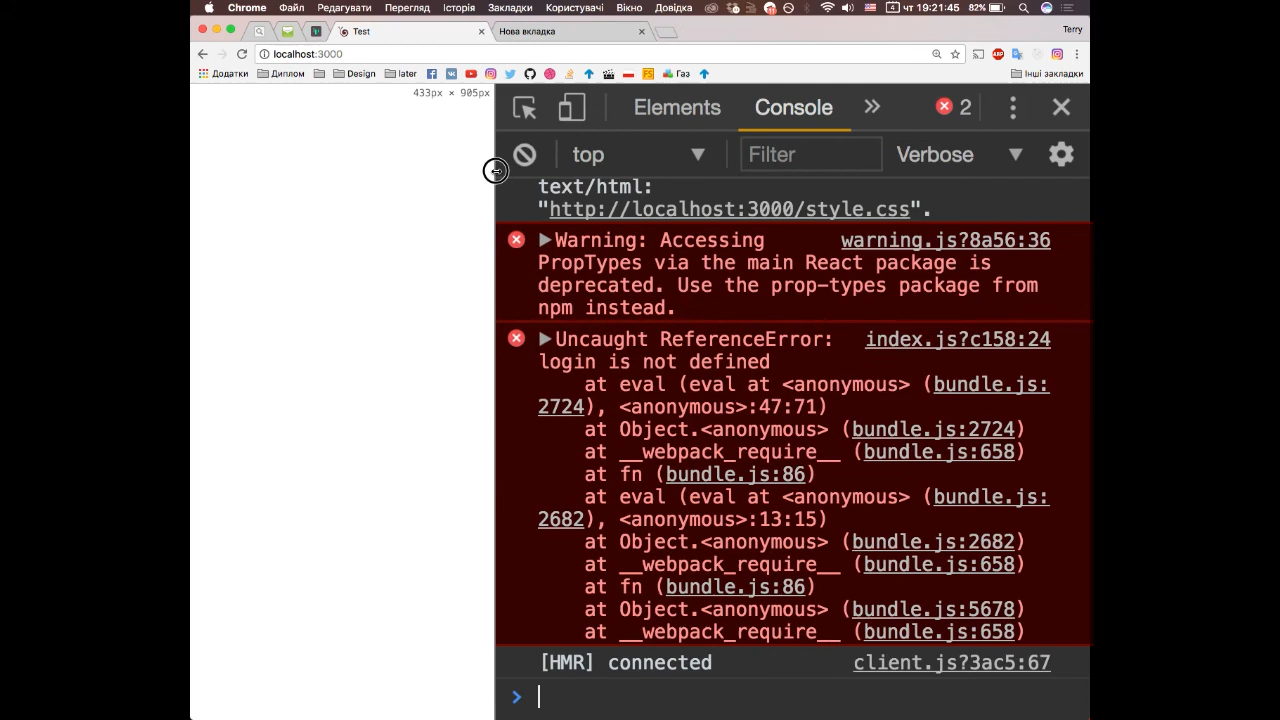 Chrome Файл Редагувати Перегляд Історія Закладки Користувачі Вікно Довідка 4 чт 21:45 82%
Test Нова вкладка Terry
localhost:3000
Додатки Диплом Design later Газ Інші закладки
433px × 905px
Elements Console 2
top Filter Verbose
text/html:
"http://localhost:3000/style.css".
Warning: Accessing warning.js?8a56:36
PropTypes via the main React package is
deprecated. Use the prop-types package from
npm instead.
Uncaught ReferenceError: index.js?c158:24
login is not defined
at eval (eval at <anonymous> (bundle.js:
2724), <anonymous>:47:71)
at Object.<anonymous> (bundle.js:2724)
at __webpack_require__ (bundle.js:658)
at fn (bundle.js:86)
at eval (eval at <anonymous> (bundle.js:
2682), <anonymous>:13:15)
at Object.<anonymous> (bundle.js:2682)
at __webpack_require__ (bundle.js:658)
at fn (bundle.js:86)
at Object.<anonymous> (bundle.js:5678)
at __webpack_require__ (bundle.js:658)
[HMR] connected client.js?3ac5:67